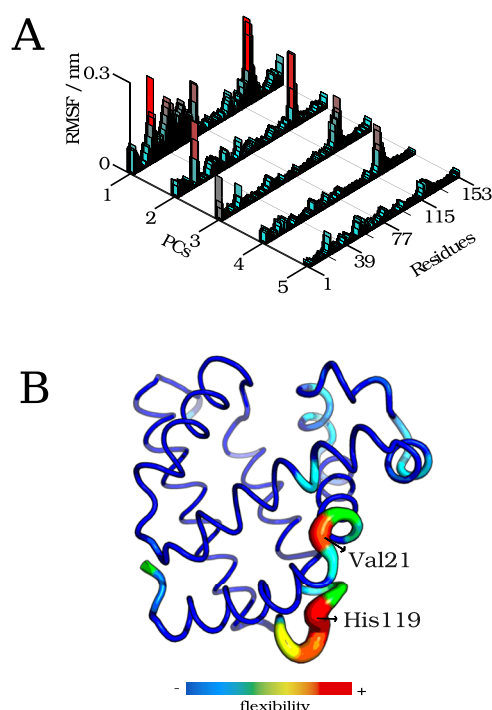 A
RMSF / nm
0.3
0
1
2
3
4
5
PCs
1
39
77
115
153
Residues
B
Val21
His119
- +
flexibility